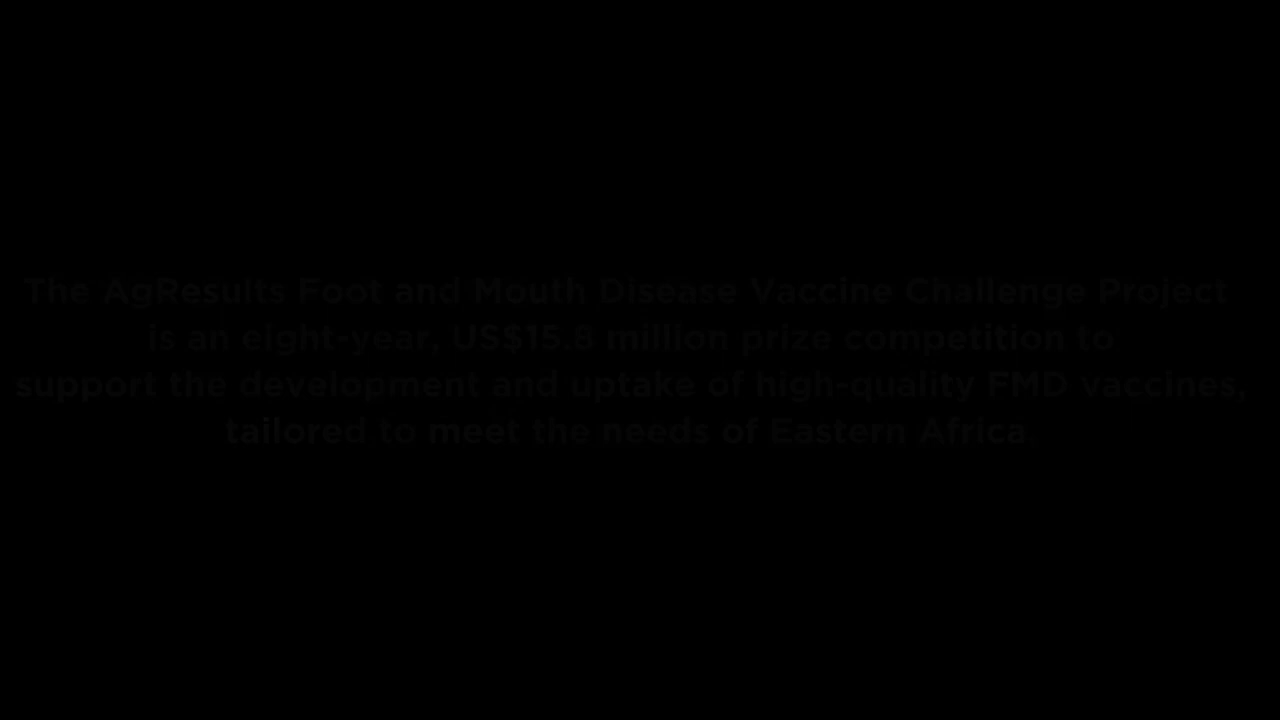 The AgResults Foot and Mouth Disease Vaccine Challenge Project
is an eight-year, US$15.8 million prize competition to
support the development and uptake of high-quality FMD vaccines,
tailored to meet the needs of Eastern Africa.